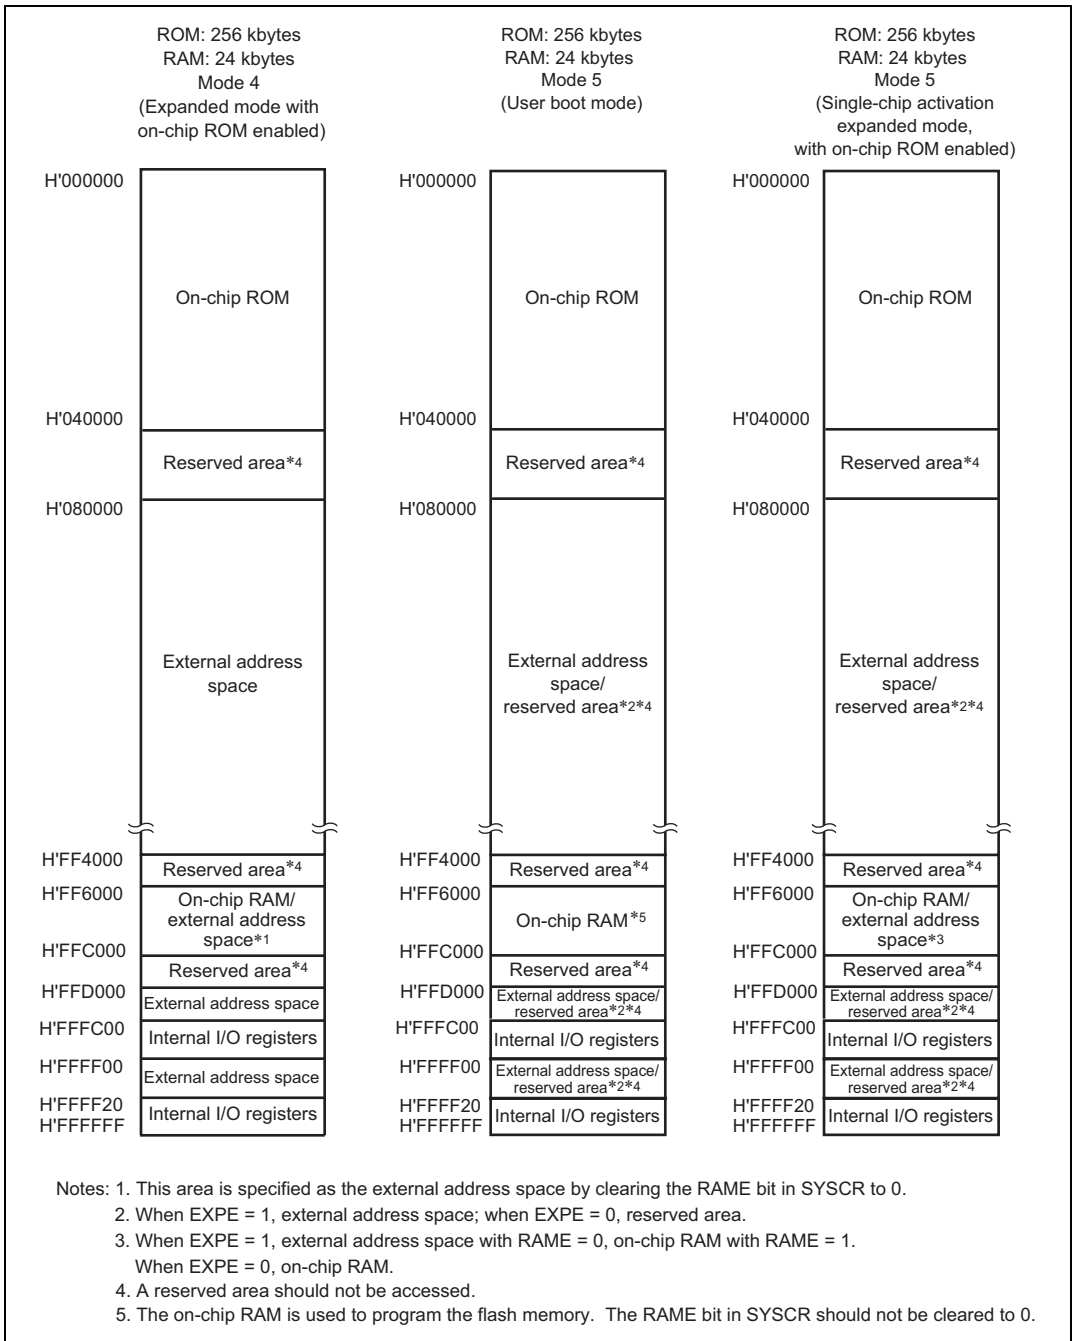 ROM: 256 kbytes
RAM: 24 kbytes
Mode 4
(Expanded mode with
on-chip ROM enabled)
H'000000
On-chip ROM
H'040000
Reserved area*4
H'080000
External address
space
H'FF4000
Reserved area*4
H'FF6000
On-chip RAM/
external address
space*1
H'FFC000
Reserved area*4
H'FFD000
External address space
H'FFFC00
Internal I/O registers
H'FFFF00
External address space
H'FFFF20
Internal I/O registers
H'FFFFFF
ROM: 256 kbytes
RAM: 24 kbytes
Mode 5
(User boot mode)
H'000000
On-chip ROM
H'040000
Reserved area*4
H'080000
External address
space/
reserved area*2*4
H'FF4000
Reserved area*4
H'FF6000
On-chip RAM*5
H'FFC000
Reserved area*4
H'FFD000
External address space/
reserved area*2*4
H'FFFC00
Internal I/O registers
H'FFFF00
External address space/
reserved area*2*4
H'FFFF20
Internal I/O registers
H'FFFFFF
ROM: 256 kbytes
RAM: 24 kbytes
Mode 5
(Single-chip activation
expanded mode,
with on-chip ROM enabled)
H'000000
On-chip ROM
H'040000
Reserved area*4
H'080000
External address
space/
reserved area*2*4
H'FF4000
Reserved area*4
H'FF6000
On-chip RAM/
external address
space*3
H'FFC000
Reserved area*4
H'FFD000
External address space/
reserved area*2*4
H'FFFC00
Internal I/O registers
H'FFFF00
External address space/
reserved area*2*4
H'FFFF20
Internal I/O registers
H'FFFFFF
Notes: 1. This area is specified as the external address space by clearing the RAME bit in SYSCR to 0.
2. When EXPE = 1, external address space; when EXPE = 0, reserved area.
3. When EXPE = 1, external address space with RAME = 0, on-chip RAM with RAME = 1.
When EXPE = 0, on-chip RAM.
4. A reserved area should not be accessed.
5. The on-chip RAM is used to program the flash memory. The RAME bit in SYSCR should not be cleared to 0.